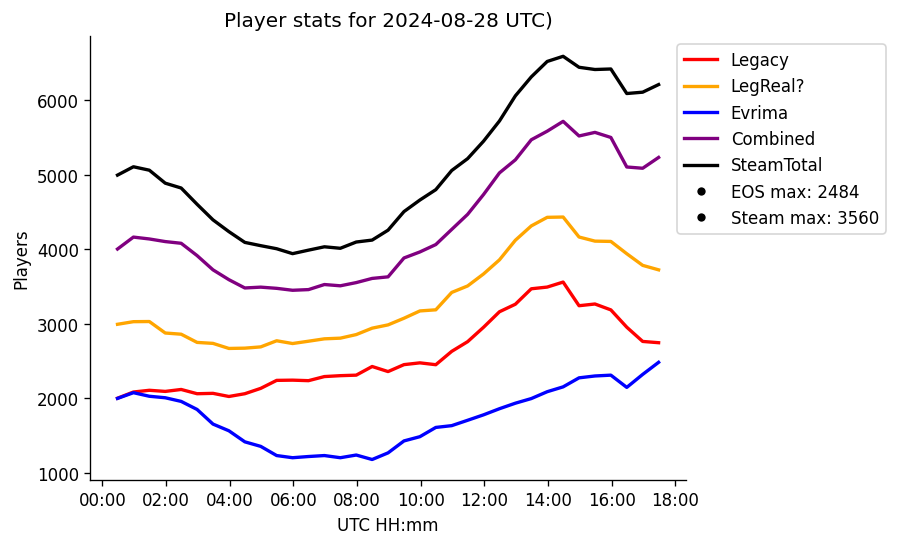 Player stats for 2024-08-28 UTC)
Legacy
LegReal?
Evrima
Combined
SteamTotal
EOS max: 2484
Steam max: 3560
Players
6000
5000
4000
3000
2000
1000
00:00 02:00 04:00 06:00 08:00 10:00 12:00 14:00 16:00 18:00
UTC HH:mm